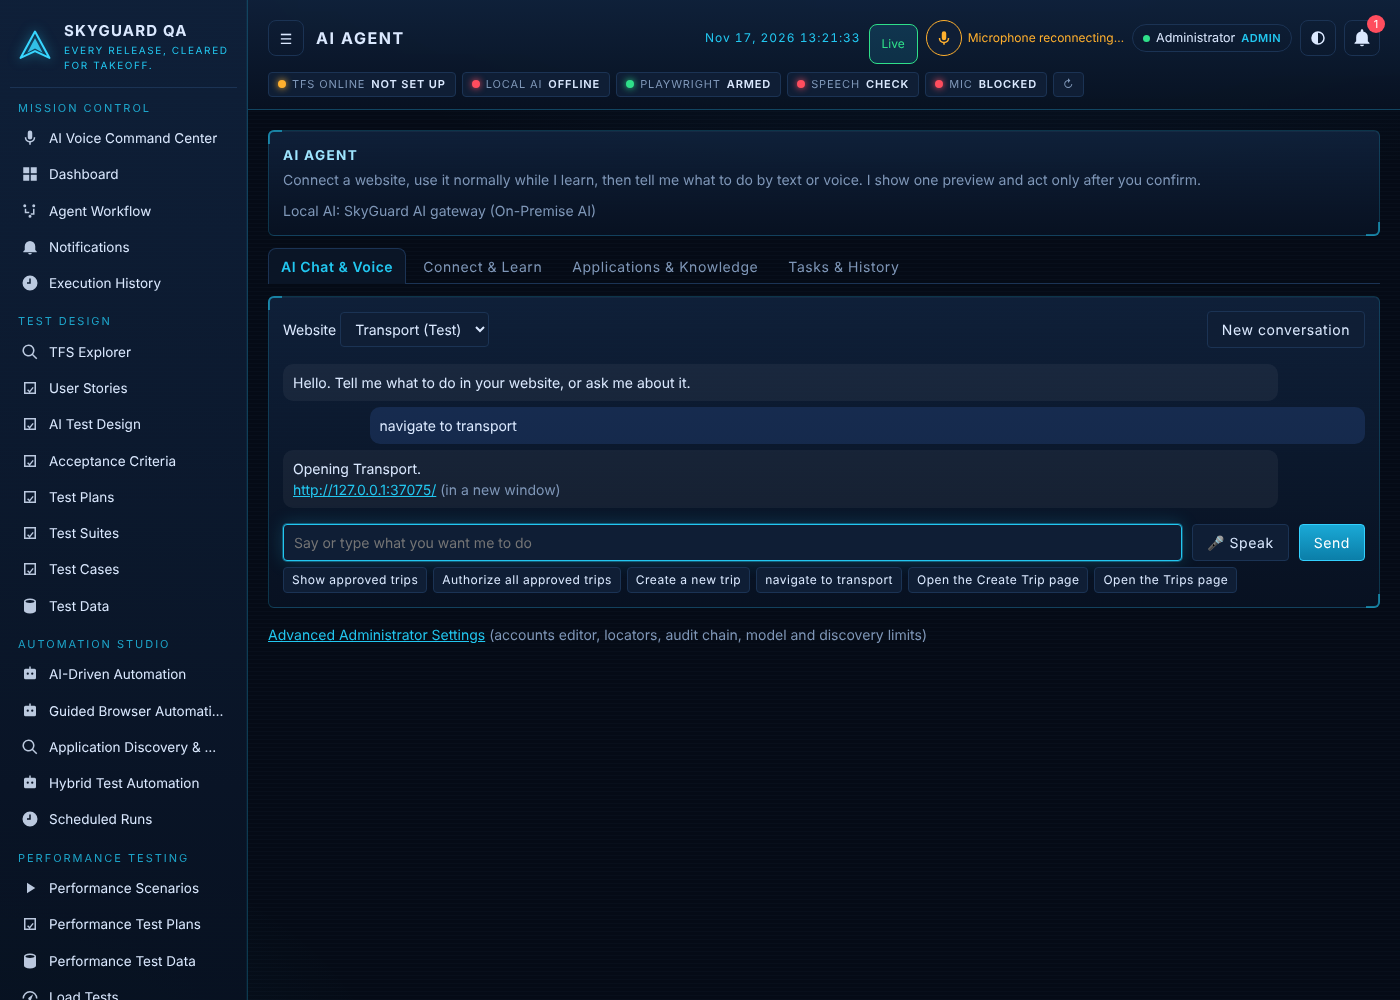 SKYGUARD QA
EVERY RELEASE, CLEARED
FOR TAKEOFF.
MISSION CONTROL
AI Voice Command Center
Dashboard
Agent Workflow
Notifications
Execution History
TEST DESIGN
TFS Explorer
User Stories
AI Test Design
Acceptance Criteria
Test Plans
Test Suites
Test Cases
Test Data
AUTOMATION STUDIO
AI-Driven Automation
Guided Browser Automati...
Application Discovery & ...
Hybrid Test Automation
Scheduled Runs
PERFORMANCE TESTING
Performance Scenarios
Performance Test Plans
Performance Test Data
Load Tests
AI AGENT
Nov 17, 2026 13:21:33
Live
Microphone reconnecting...
Administrator ADMIN
1
TFS ONLINE NOT SET UP
LOCAL AI OFFLINE
PLAYWRIGHT ARMED
SPEECH CHECK
MIC BLOCKED
AI AGENT
Connect a website, use it normally while I learn, then tell me what to do by text or voice. I show one preview and act only after you confirm.
Local AI: SkyGuard AI gateway (On-Premise AI)
AI Chat & Voice
Connect & Learn
Applications & Knowledge
Tasks & History
Website Transport (Test)
New conversation
Hello. Tell me what to do in your website, or ask me about it.
navigate to transport
Opening Transport.
http://127.0.0.1:37075/ (in a new window)
Say or type what you want me to do
Speak
Send
Show approved trips
Authorize all approved trips
Create a new trip
navigate to transport
Open the Create Trip page
Open the Trips page
Advanced Administrator Settings (accounts editor, locators, audit chain, model and discovery limits)